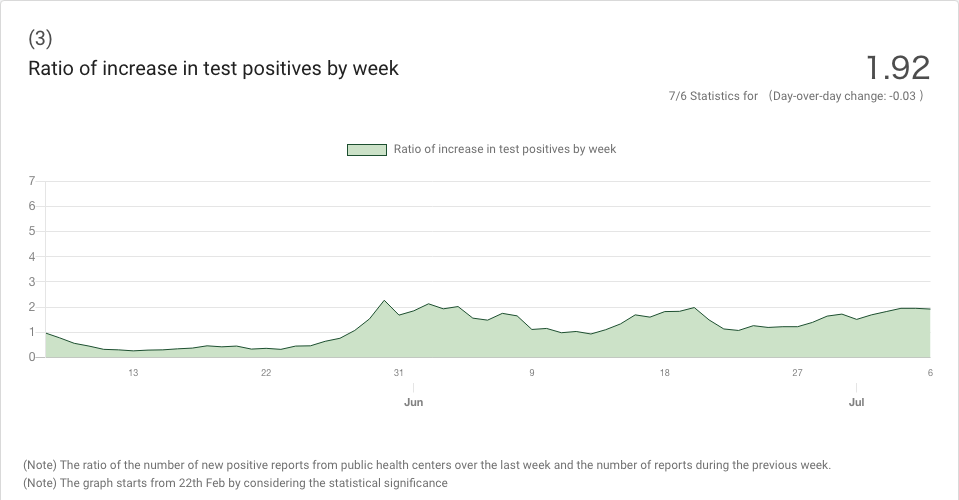 (3)
Ratio of increase in test positives by week
1.92
7/6 Statistics for (Day-over-day change: -0.03 )
Ratio of increase in test positives by week
7
6
5
4
3
2
1
0
13 22 31 9 18 27 6
Jun Jul
(Note) The ratio of the number of new positive reports from public health centers over the last week and the number of reports during the previous week.
(Note) The graph starts from 22th Feb by considering the statistical significance